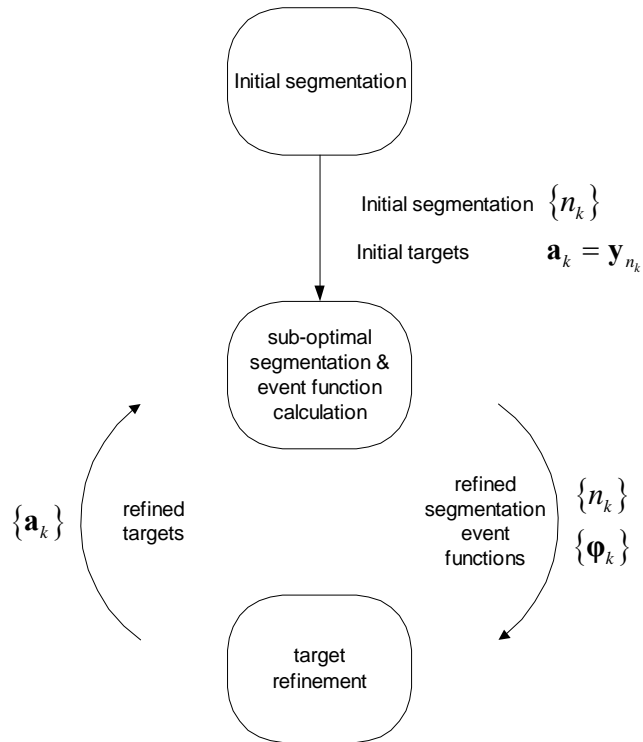 Initial segmentation
Initial segmentation {n_k}
Initial targets a_k = y_{n_k}
sub-optimal
segmentation &
event function
calculation
{a_k}
refined
targets
refined
segmentation
event
functions
{n_k}
{φ_k}
target
refinement